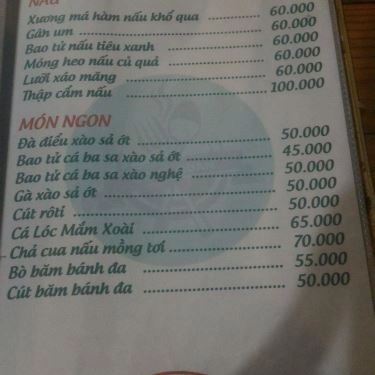 NẤU
Xương má hàm nấu khổ qua 60.000
Gân um 60.000
Bao tử nấu tiêu xanh 60.000
Móng heo nấu củ quả 60.000
Lưỡi xáo măng 60.000
Thập cẩm nấu 100.000
MÓN NGON
Đà điểu xào sả ớt 50.000
Bao tử cá ba sa xào sả ớt 45.000
Bao tử cá ba sa xào nghệ 50.000
Gà xào sả ớt 50.000
Cút rôti 50.000
Cá Lóc Mắm Xoài 65.000
Chả cua nấu mồng tơi 70.000
Bò băm bánh đa 55.000
Cút băm bánh đa 50.000